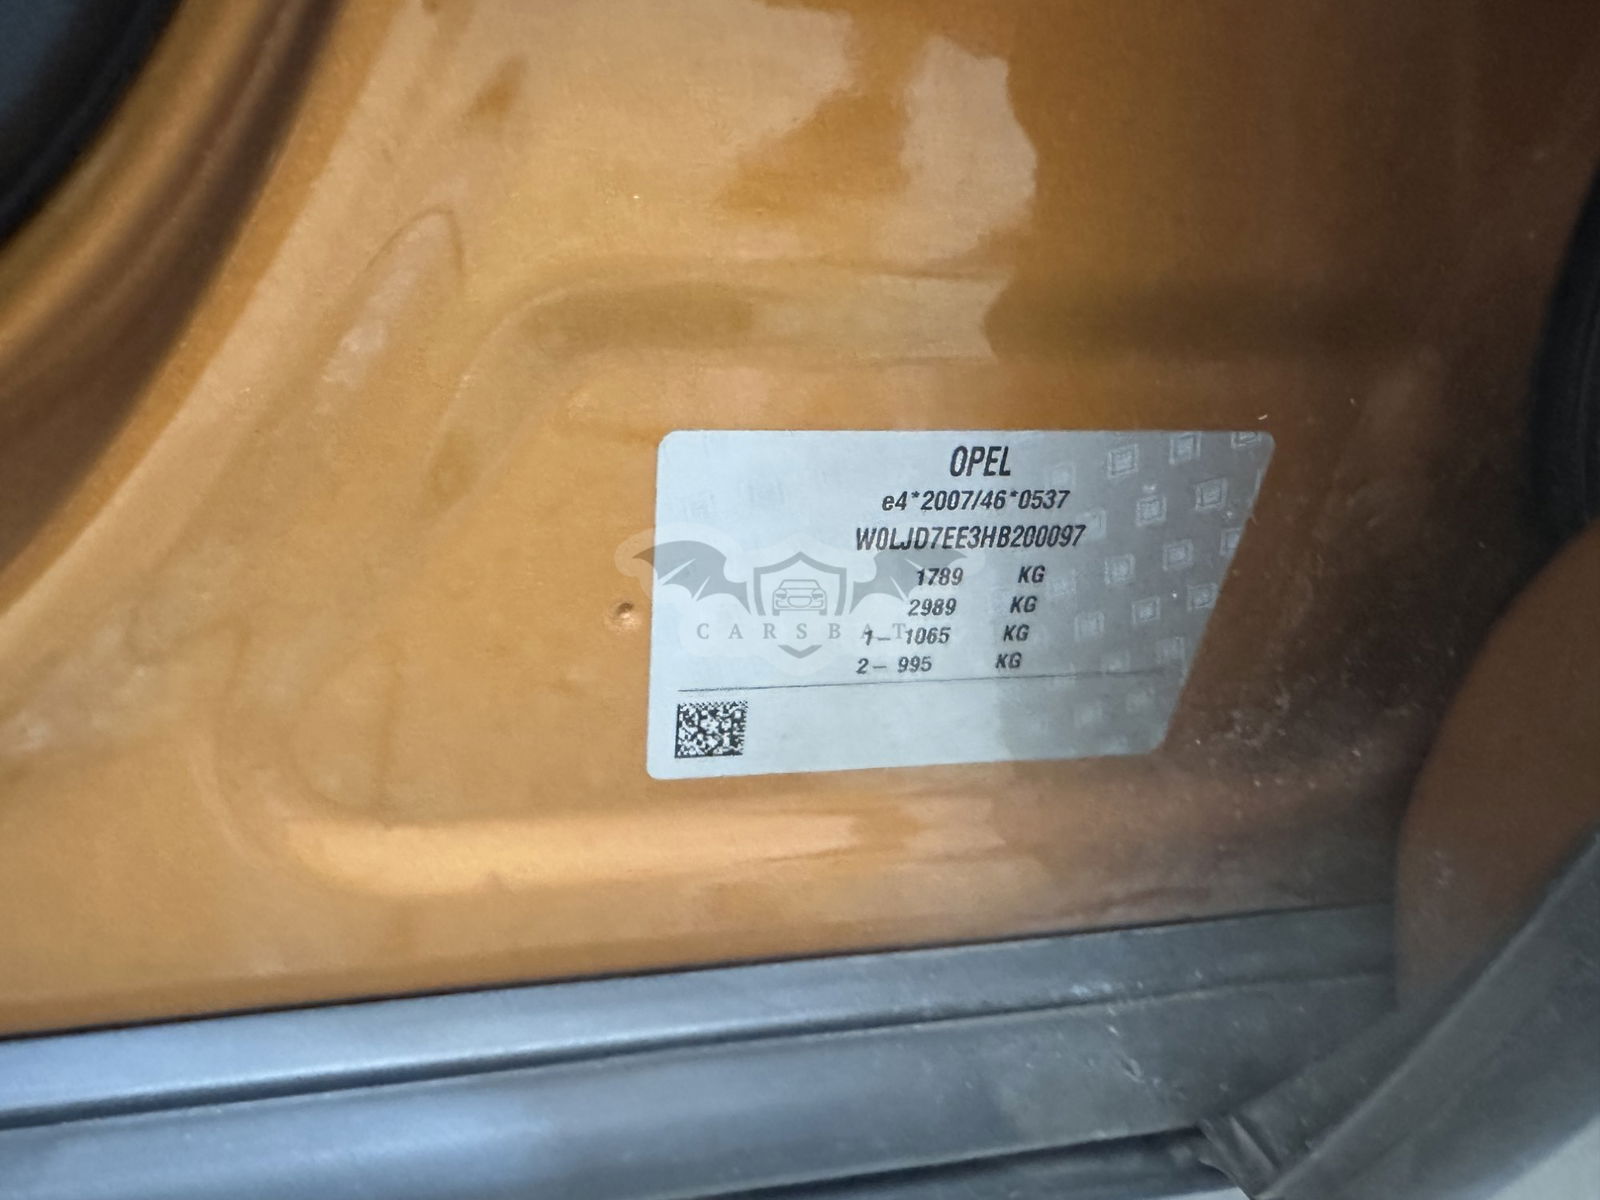 OPEL
e4*2007/46*0537
W0LJD7EE3HB200097
1789 KG
2989 KG
1– 1065 KG
2– 995 KG
CARSBAT